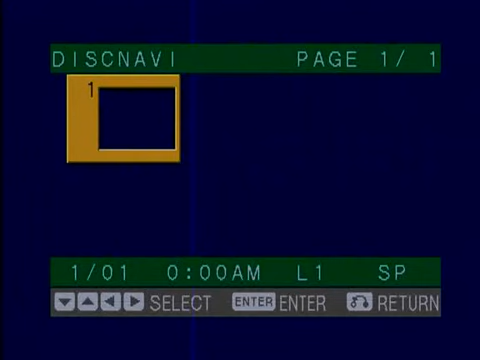 DISCNAVI PAGE 1/ 1
1
1/01 0:00AM L1 SP
SELECT ENTER ENTER RETURN